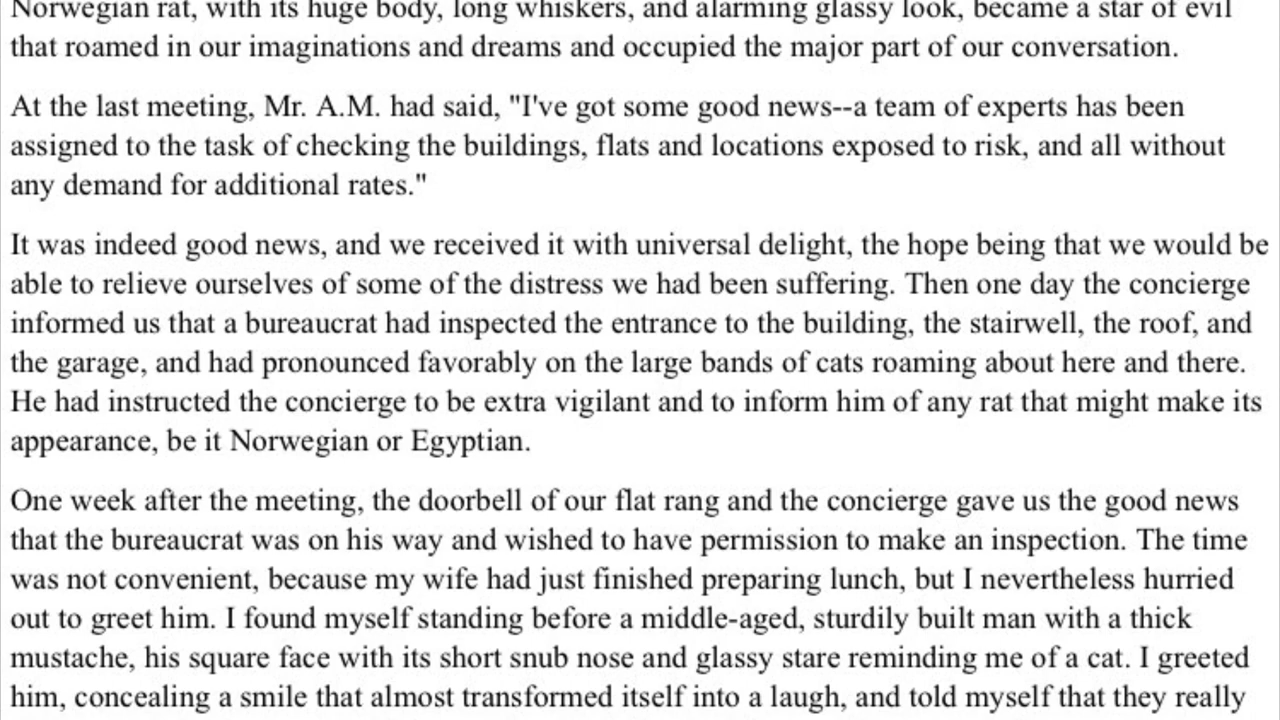 Norwegian rat, with its huge body, long whiskers, and alarming glassy look, became a star of evil
that roamed in our imaginations and dreams and occupied the major part of our conversation.
At the last meeting, Mr. A.M. had said, "I've got some good news--a team of experts has been
assigned to the task of checking the buildings, flats and locations exposed to risk, and all without
any demand for additional rates."
It was indeed good news, and we received it with universal delight, the hope being that we would be
able to relieve ourselves of some of the distress we had been suffering. Then one day the concierge
informed us that a bureaucrat had inspected the entrance to the building, the stairwell, the roof, and
the garage, and had pronounced favorably on the large bands of cats roaming about here and there.
He had instructed the concierge to be extra vigilant and to inform him of any rat that might make its
appearance, be it Norwegian or Egyptian.
One week after the meeting, the doorbell of our flat rang and the concierge gave us the good news
that the bureaucrat was on his way and wished to have permission to make an inspection. The time
was not convenient, because my wife had just finished preparing lunch, but I nevertheless hurried
out to greet him. I found myself standing before a middle-aged, sturdily built man with a thick
mustache, his square face with its short snub nose and glassy stare reminding me of a cat. I greeted
him, concealing a smile that almost transformed itself into a laugh, and told myself that they really